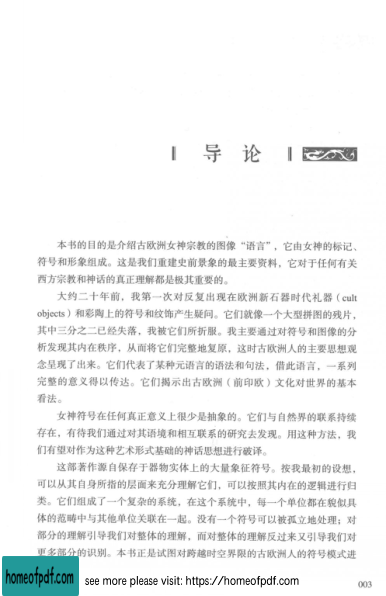 导 论
本书的目的是介绍古欧洲女神宗教的图像“语言”，它由女神的标记、
符号和形象组成。这是我们重建史前景象的最主要资料，它对于任何有关
西方宗教和神话的真正理解都是极其重要的。
大约二十年前，我第一次对反复出现在欧洲新石器时代礼器（cult
objects）和彩陶上的符号和纹饰产生疑问。它们就像一个大型拼图的残片，
其中三分之二已经失落，我被它们所折服。我主要通过对符号和图像的分
析发现其内在秩序，从而将它们完整地复原，这时古欧洲人的主要思想观
念呈现了出来。它们代表了某种元语言的语法和句法，借此语言，一系列
完整的意义得以传达。它们揭示出古欧洲（前印欧）文化对世界的基本
看法。
女神符号在任何真正意义上很少是抽象的。它们与自然界的联系持续
存在，有待我们通过对其语境和相互联系的研究去发现。用这种方法，我
们有望对作为这种艺术形式基础的神话思想进行破译。
这部著作源自保存于器物实体上的大量象征符号。按我最初的设想，
可以从其自身所指的层面来充分理解它们，可以按照其内在的逻辑进行归
类。它们组成了一个复杂的系统，在这个系统中，每一个单位都在貌似具
体的范畴中与其他单位关联在一起。没有一个符号可以被孤立地处理；对
部分的理解引导我们对整体的理解，而对整体的理解反过来又引导我们对
更多部分的识别。本书正是试图对跨越时空界限的古欧洲人的符号模式进
homeofpdf.com
see more please visit: https://homeofpdf.com
003